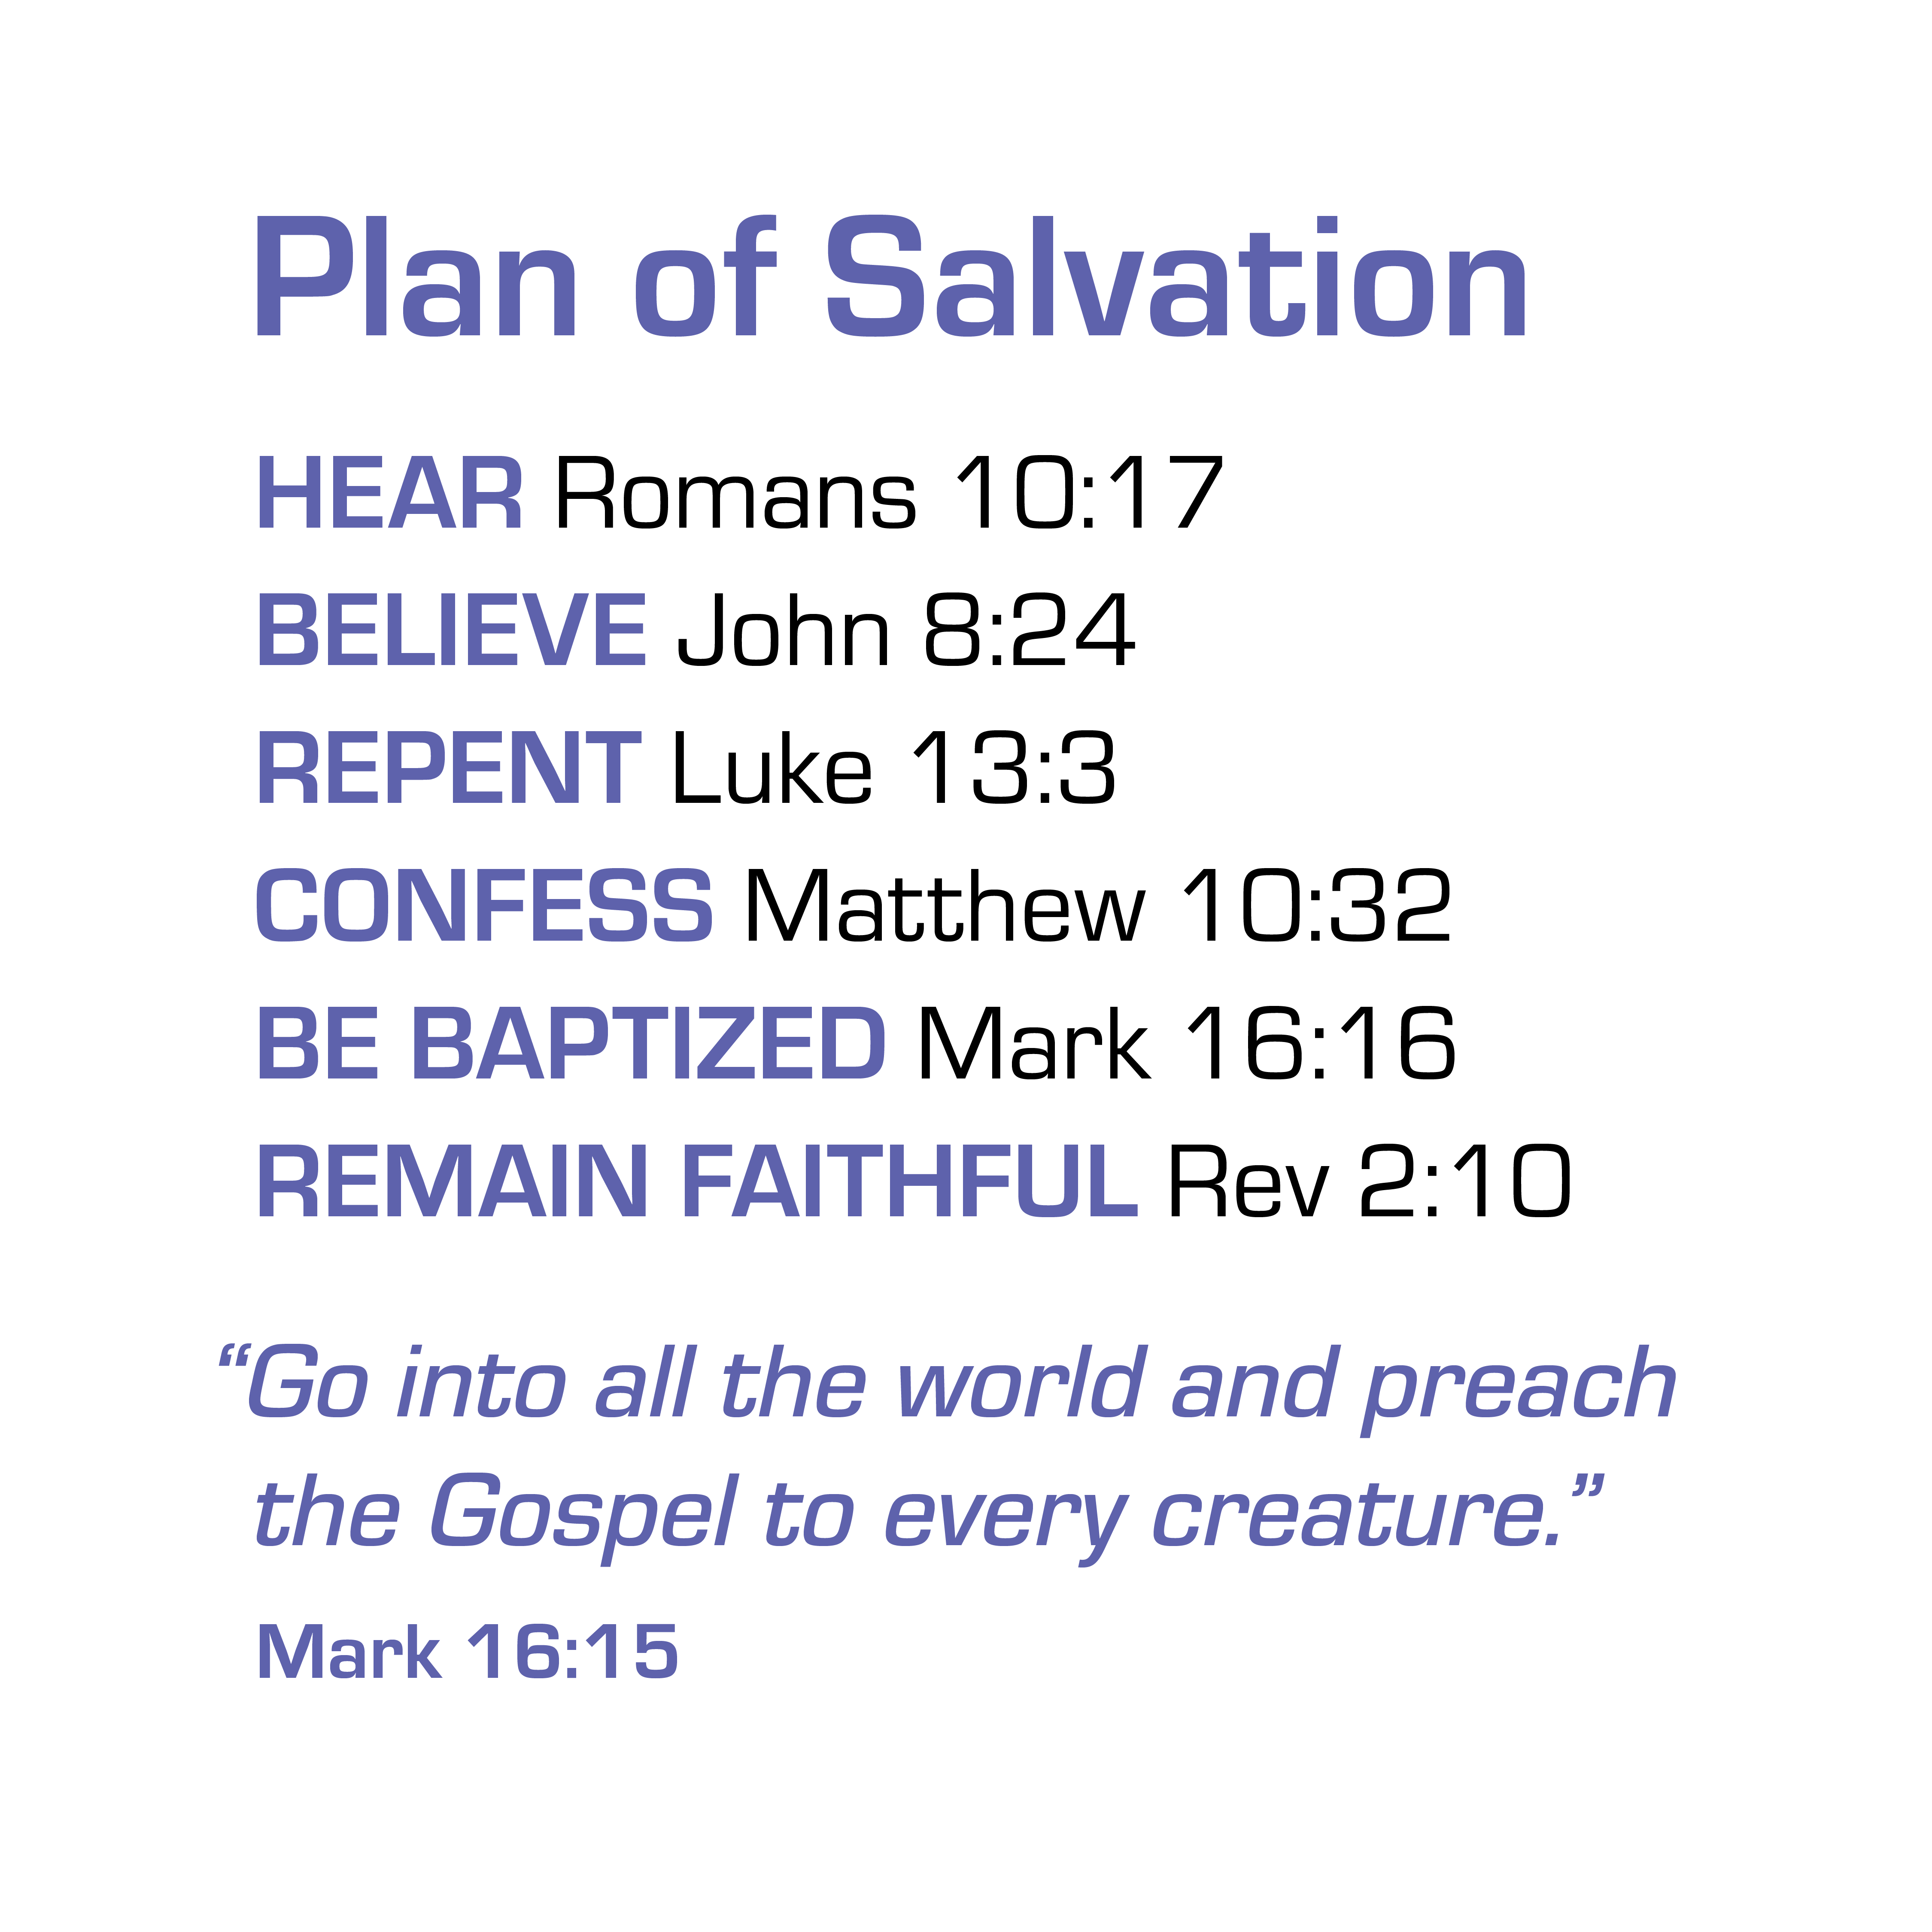 Plan of Salvation
HEAR Romans 10:17
BELIEVE John 8:24
REPENT Luke 13:3
CONFESS Matthew 10:32
BE BAPTIZED Mark 16:16
REMAIN FAITHFUL Rev 2:10
“Go into all the world and preach
the Gospel to every creature.”
Mark 16:15